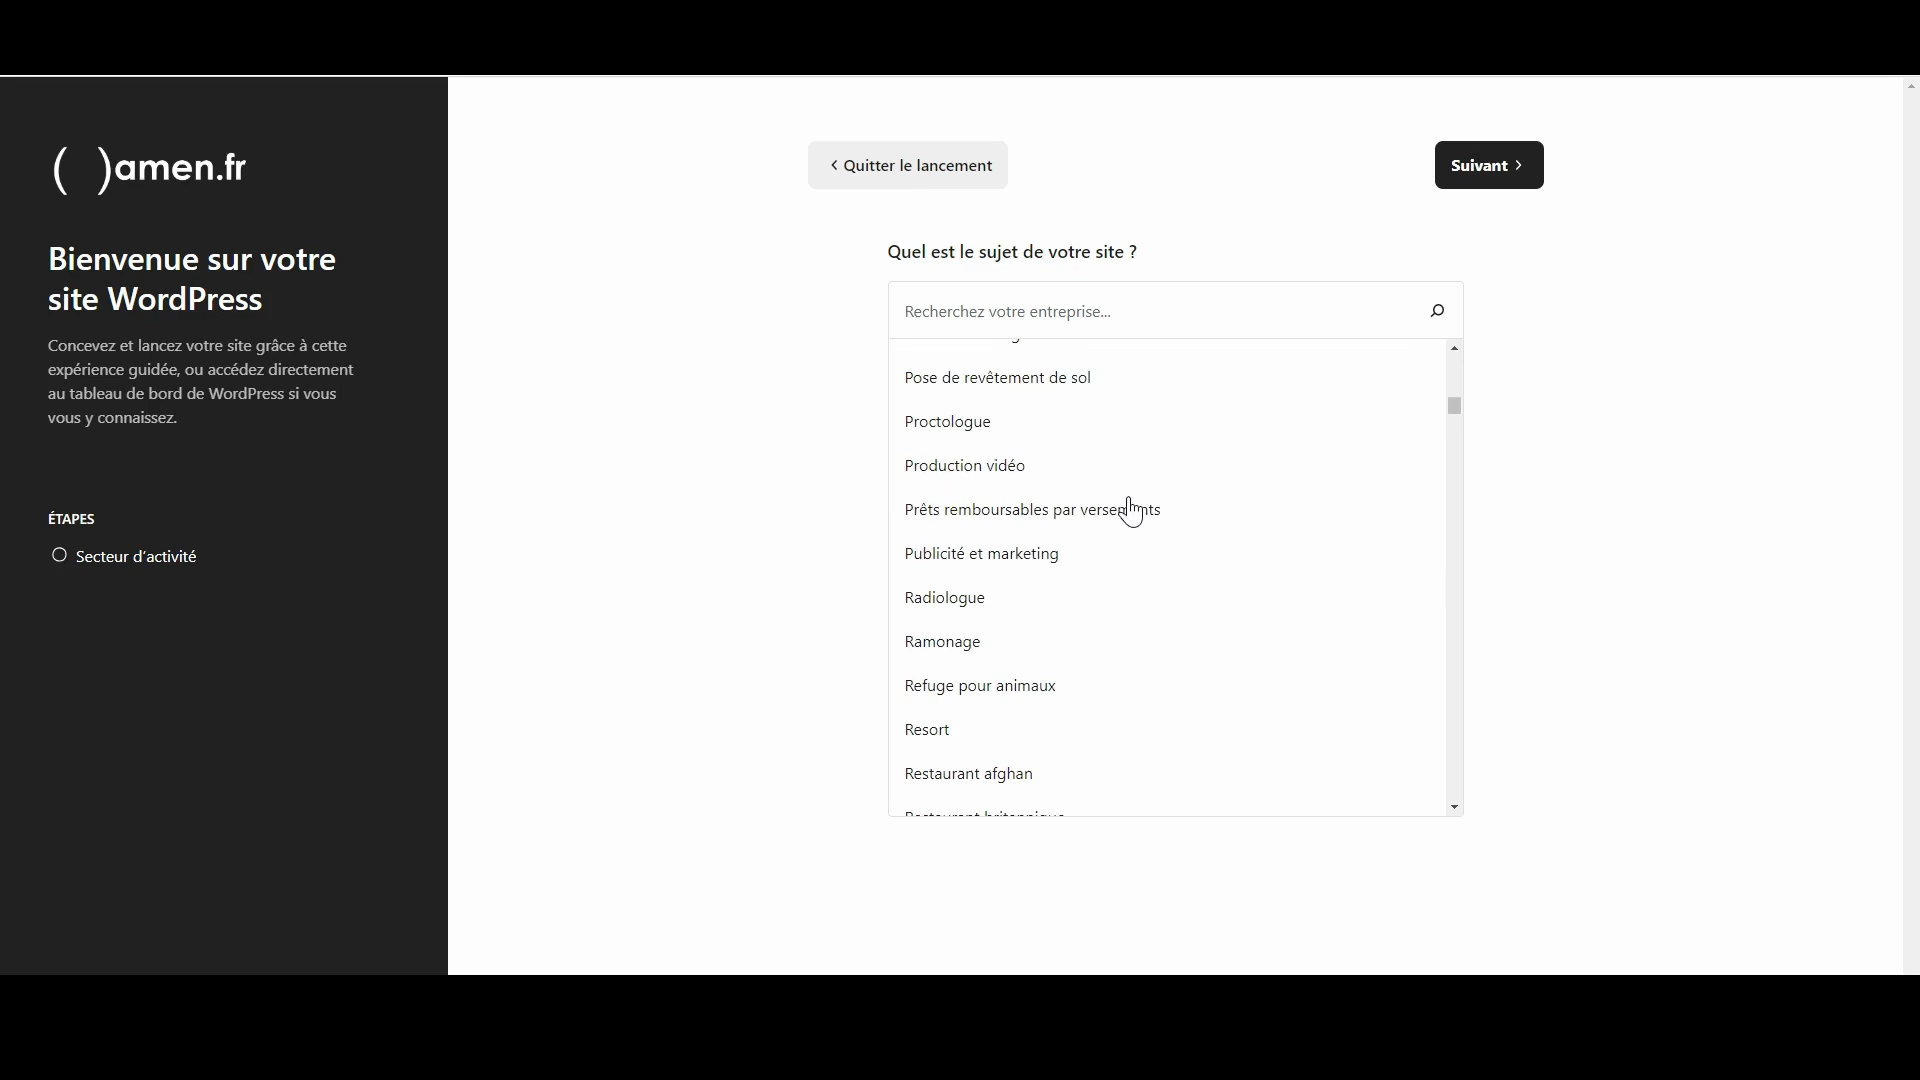 ( )amen.fr
Bienvenue sur votre
site WordPress
Concevez et lancez votre site grâce à cette
expérience guidée, ou accédez directement
au tableau de bord de WordPress si vous
vous y connaissez.
ÉTAPES
Secteur d'activité
Quitter le lancement
Suivant
Quel est le sujet de votre site ?
Recherchez votre entreprise...
Pose de revêtement de sol
Proctologue
Production vidéo
Prêts remboursables par
Publicité et marketing
Radiologue
Ramonage
Refuge pour animaux
Resort
Restaurant afghan